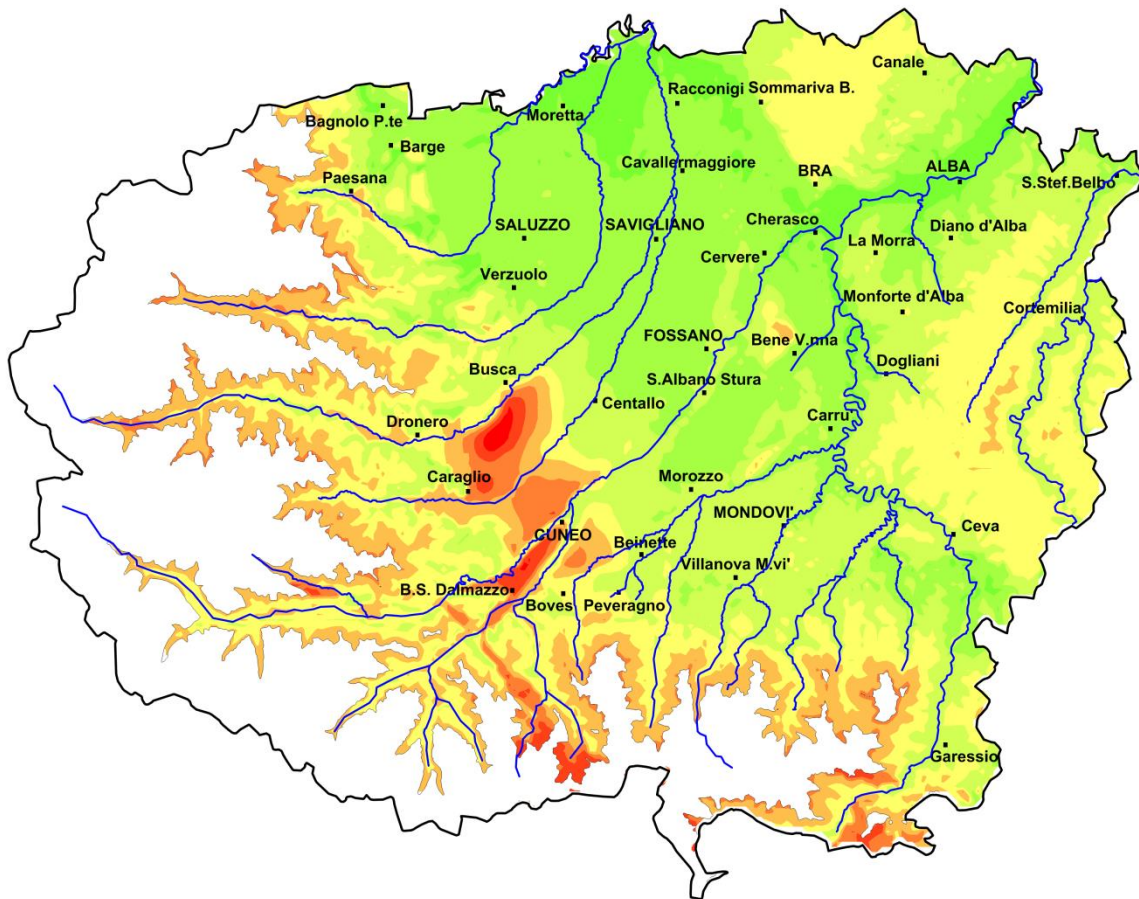 Canale
Racconigi
Sommariva B.
Bagnolo P.te
Moretta
Barge
Cavallermaggiore
Paesana
BRA
ALBA
S.Stef.Belbo
SALUZZO
SAVIGLIANO
Cherasco
Diano d'Alba
La Morra
Cervere
Verzuolo
Monforte d'Alba
Cortemilia
FOSSANO
Bene V.nna
Dogliani
Busca
S.Albano Stura
Centallo
Carru'
Dronero
Caraglio
Morozzo
MONDOVI'
CUNEO
Ceva
Beinette
Villanova M.vi'
B.S. Dalmazzo
Boves
Peveragno
Garessio